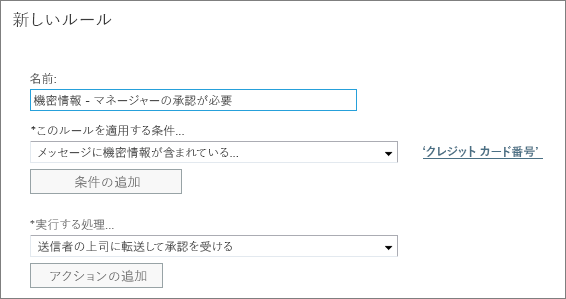 新しいルール
名前:
機密情報 - マネージャーの承認が必要
*このルールを適用する条件...
メッセージに機密情報が含まれている... 'クレジット カード番号'
条件の追加
*実行する処理...
送信者の上司に転送して承認を受ける
アクションの追加